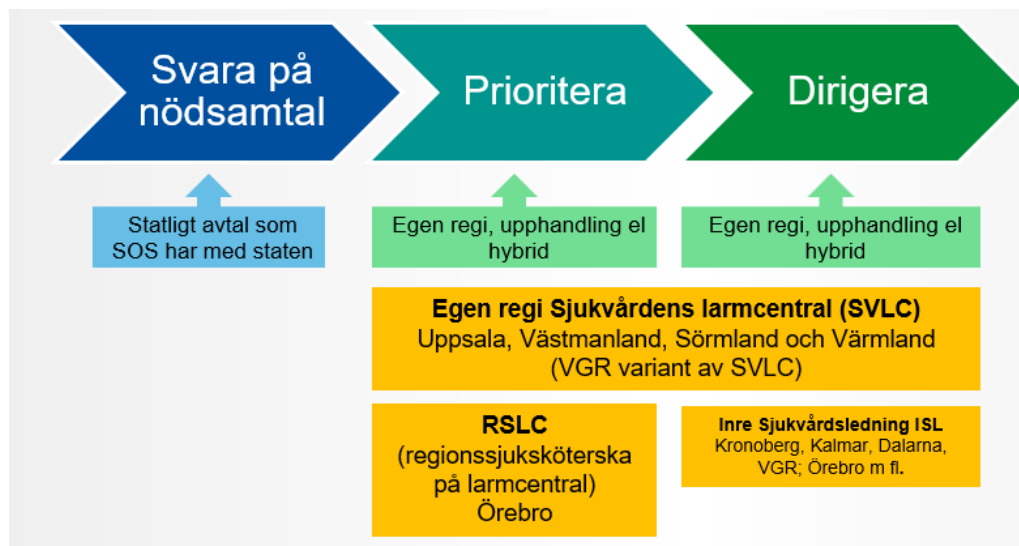 Svara på
nödsamtal
Prioritera
Dirigera
Statligt avtal som
SOS har med staten
Egen regi, upphandling el
hybrid
Egen regi, upphandling el
hybrid
Egen regi Sjukvårdens larmcentral (SVLC)
Uppsala, Västmanland, Sörmland och Värmland
(VGR variant av SVLC)
RSLC
(regionssjuksköterska
på larmcentral)
Örebro
Inre Sjukvårdsledning ISL
Kronoberg, Kalmar, Dalarna,
VGR; Örebro m fl.